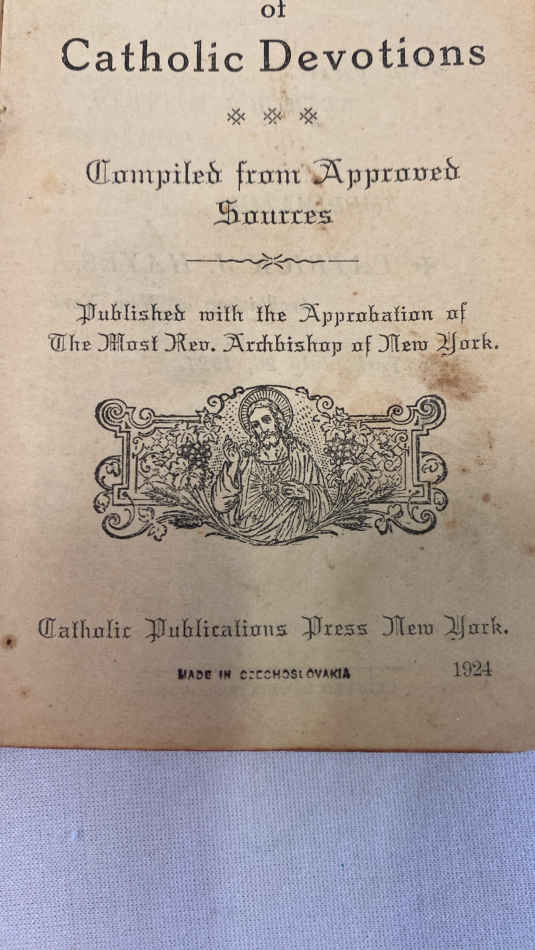 of
Catholic Devotions
Compiled from Approved
Sources
Published with the Approbation of
The Most Rev. Archbishop of New York.
Catholic Publications Press New York.
MADE IN CZECHOSLOVAKIA
1924